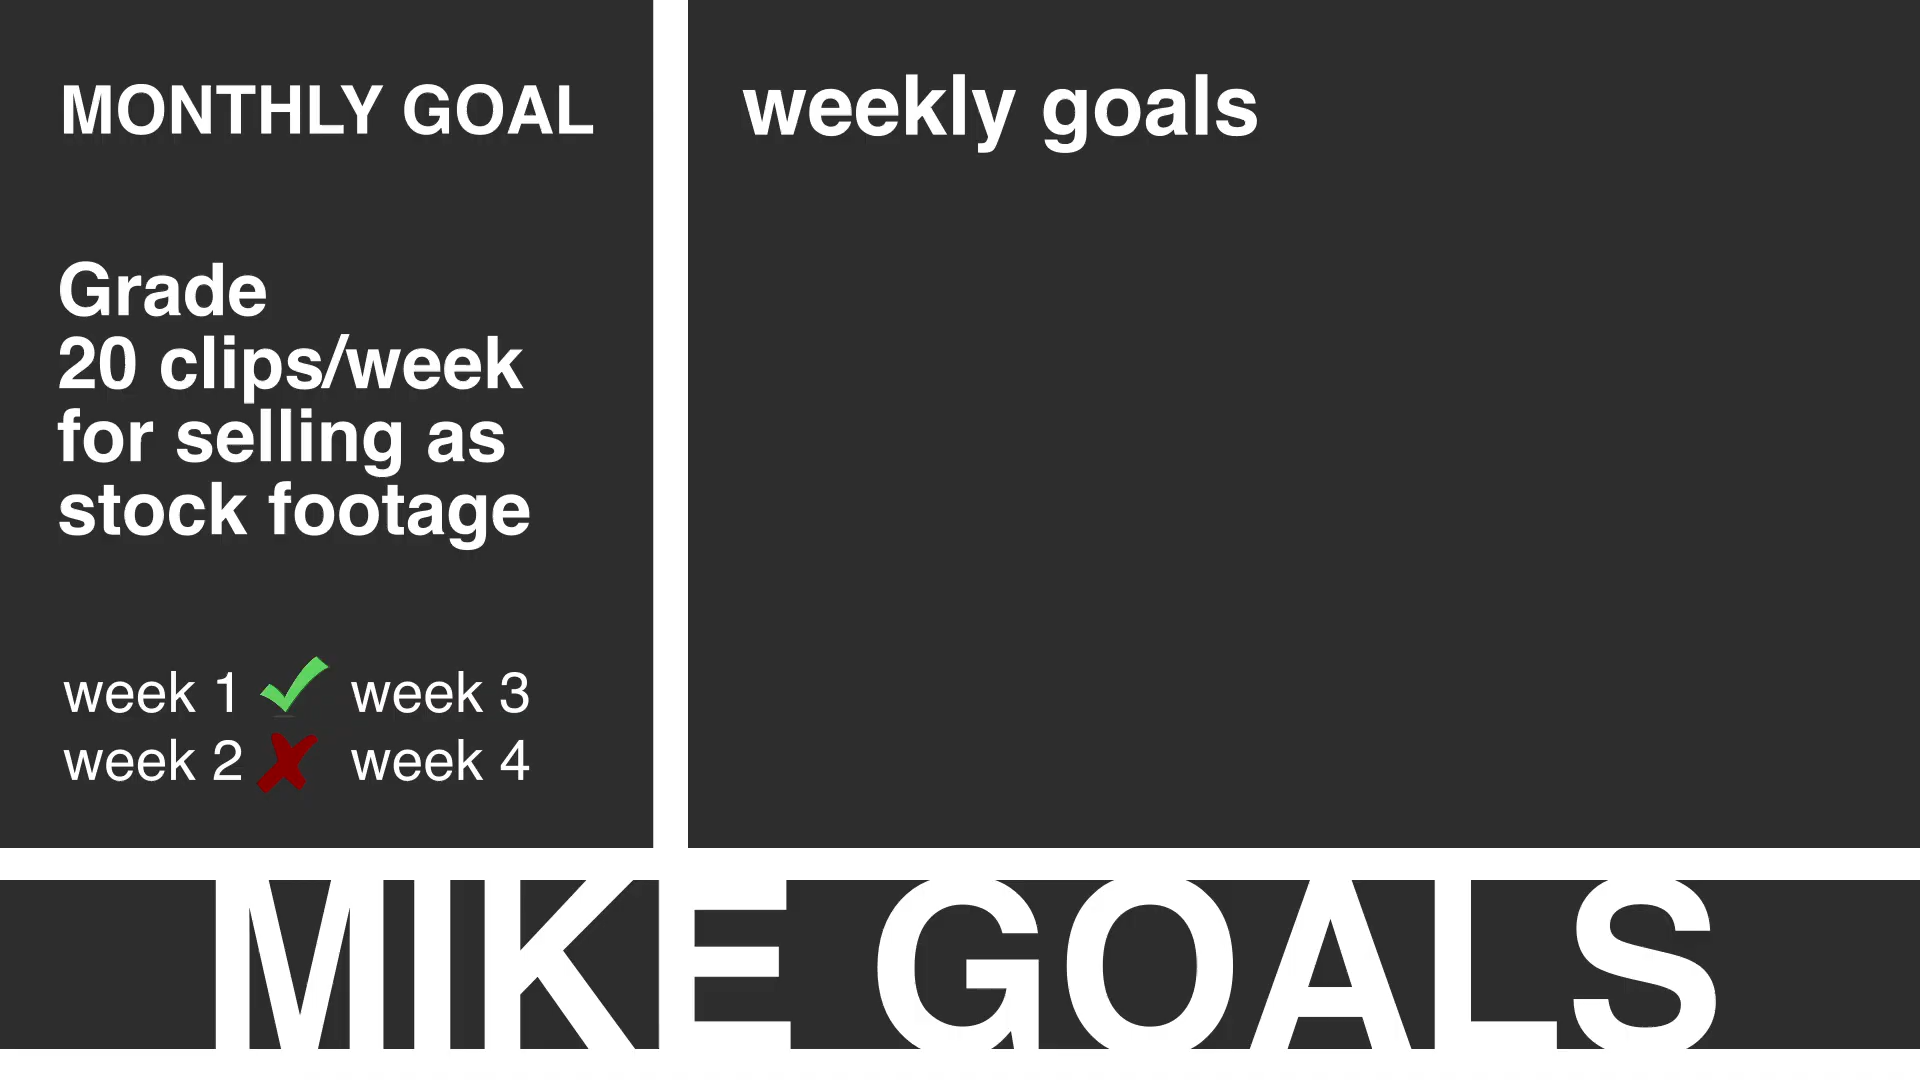 MONTHLY GOAL
Grade
20 clips/week
for selling as
stock footage
week 1
week 2
week 3
week 4
weekly goals
MIKE GOALS